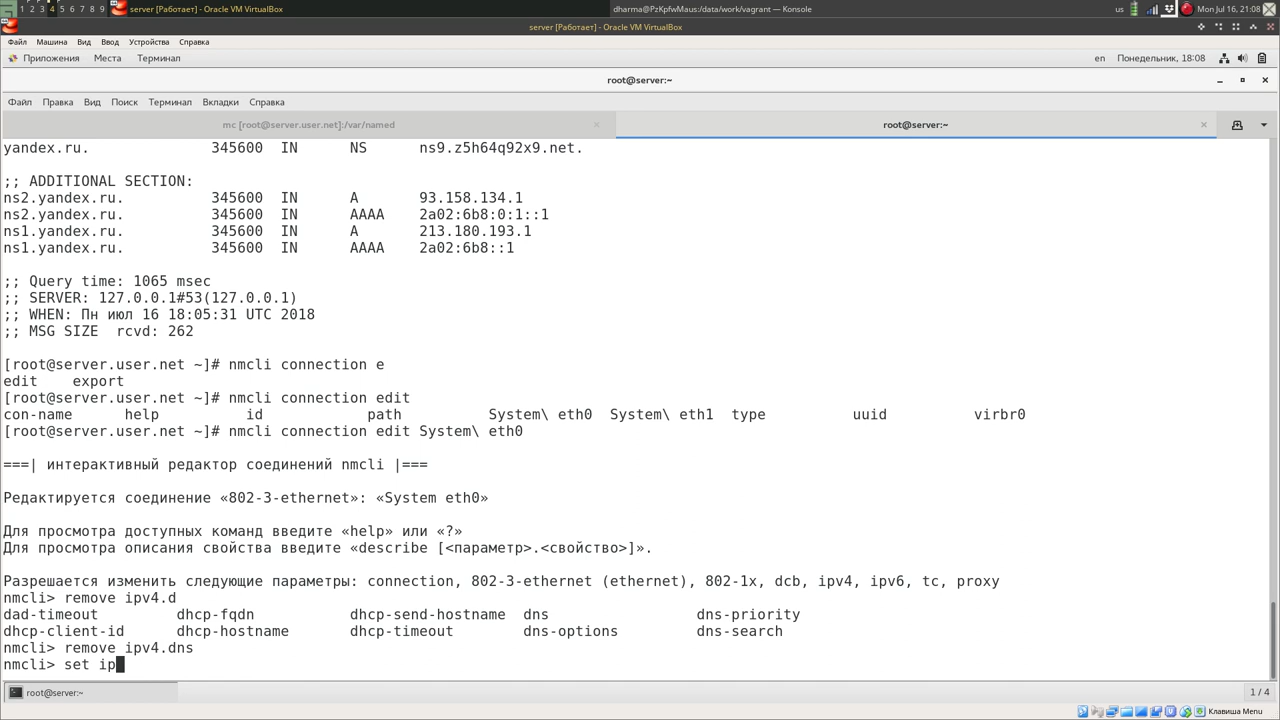 1 2 3 4 5 6 7 8 9 server [Работает] - Oracle VM VirtualBox dharma@PzKpfwMaus:/data/work/vagrant — Konsole us Mon Jul 16, 21:08
server [Работает] - Oracle VM VirtualBox
Файл Машина Вид Ввод Устройства Справка
Приложения Места Терминал en Понедельник, 18:08
root@server:~
Файл Правка Вид Поиск Терминал Вкладки Справка
mc [root@server.user.net]:/var/named × root@server:~ ×
yandex.ru. 345600 IN NS ns9.z5h64q92x9.net.
;; ADDITIONAL SECTION:
ns2.yandex.ru. 345600 IN A 93.158.134.1
ns2.yandex.ru. 345600 IN AAAA 2a02:6b8:0:1::1
ns1.yandex.ru. 345600 IN A 213.180.193.1
ns1.yandex.ru. 345600 IN AAAA 2a02:6b8::1
;; Query time: 1065 msec
;; SERVER: 127.0.0.1#53(127.0.0.1)
;; WHEN: Пн июл 16 18:05:31 UTC 2018
;; MSG SIZE rcvd: 262
[root@server.user.net ~]# nmcli connection e
edit export
[root@server.user.net ~]# nmcli connection edit
con-name help id path System\ eth0 System\ eth1 type uuid virbr0
[root@server.user.net ~]# nmcli connection edit System\ eth0
===| интерактивный редактор соединений nmcli |===
Редактируется соединение «802-3-ethernet»: «System eth0»
Для просмотра доступных команд введите «help» или «?»
Для просмотра описания свойства введите «describe [<параметр>.<свойство>]».
Разрешается изменить следующие параметры: connection, 802-3-ethernet (ethernet), 802-1x, dcb, ipv4, ipv6, tc, proxy
nmcli> remove ipv4.d
dad-timeout dhcp-fqdn dhcp-send-hostname dns dns-priority
dhcp-client-id dhcp-hostname dhcp-timeout dns-options dns-search
nmcli> remove ipv4.dns
nmcli> set ip
root@server:~ 1 / 4
Клавиша Menu